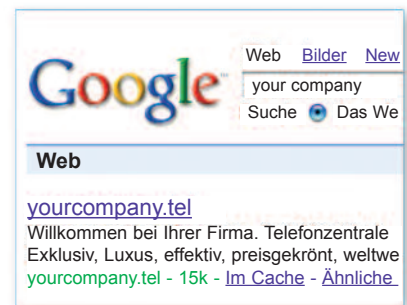 Google™
Web Bilder New
your company
Suche Das We
Web
yourcompany.tel
Willkommen bei Ihrer Firma. Telefonzentrale
Exklusiv, Luxus, effektiv, preisgekrönt, weltwe
yourcompany.tel - 15k - Im Cache - Ähnliche